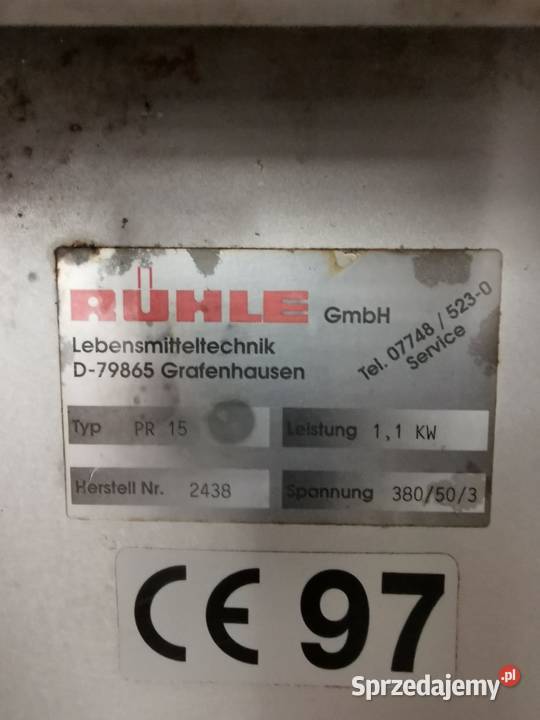 RÜHLE GmbH
Lebensmitteltechnik
D-79865 Grafenhausen
Tel. 07748 / 523-0
Service
Typ PR 15 Leistung 1,1 KW
Herstell Nr. 2438 Spannung 380/50/3
CE 97
Sprzedajemy.pl